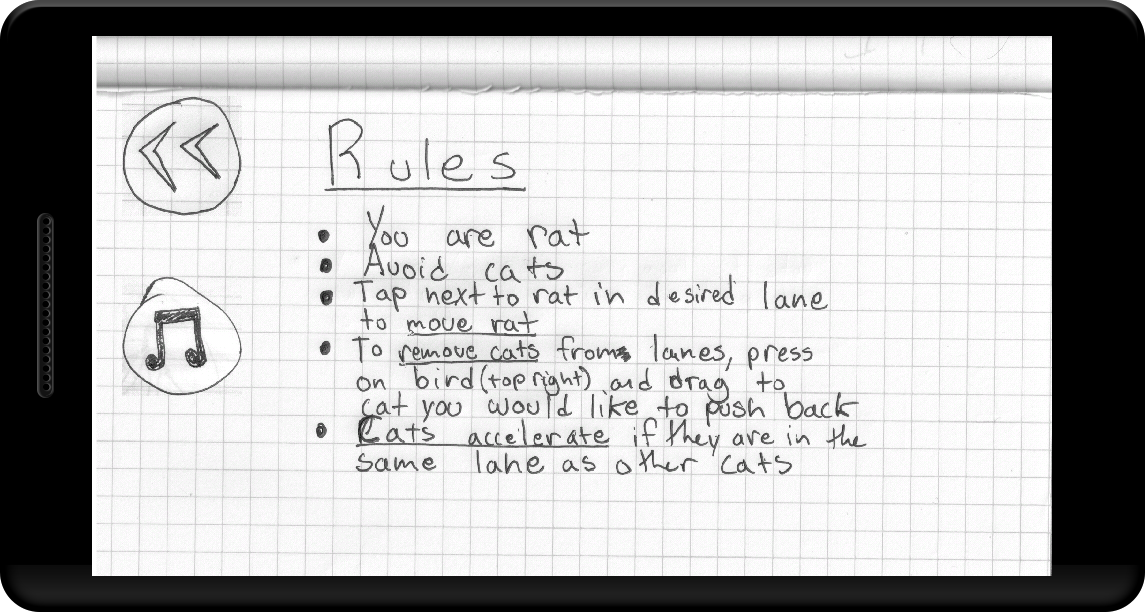 Rules
• You are rat
• Avoid cats
• Tap next to rat in desired lane
to move rat
• To remove cats from lanes, press
on bird (top right) and drag to
cat you would like to push back
• Cats accelerate if they are in the
same lane as other cats